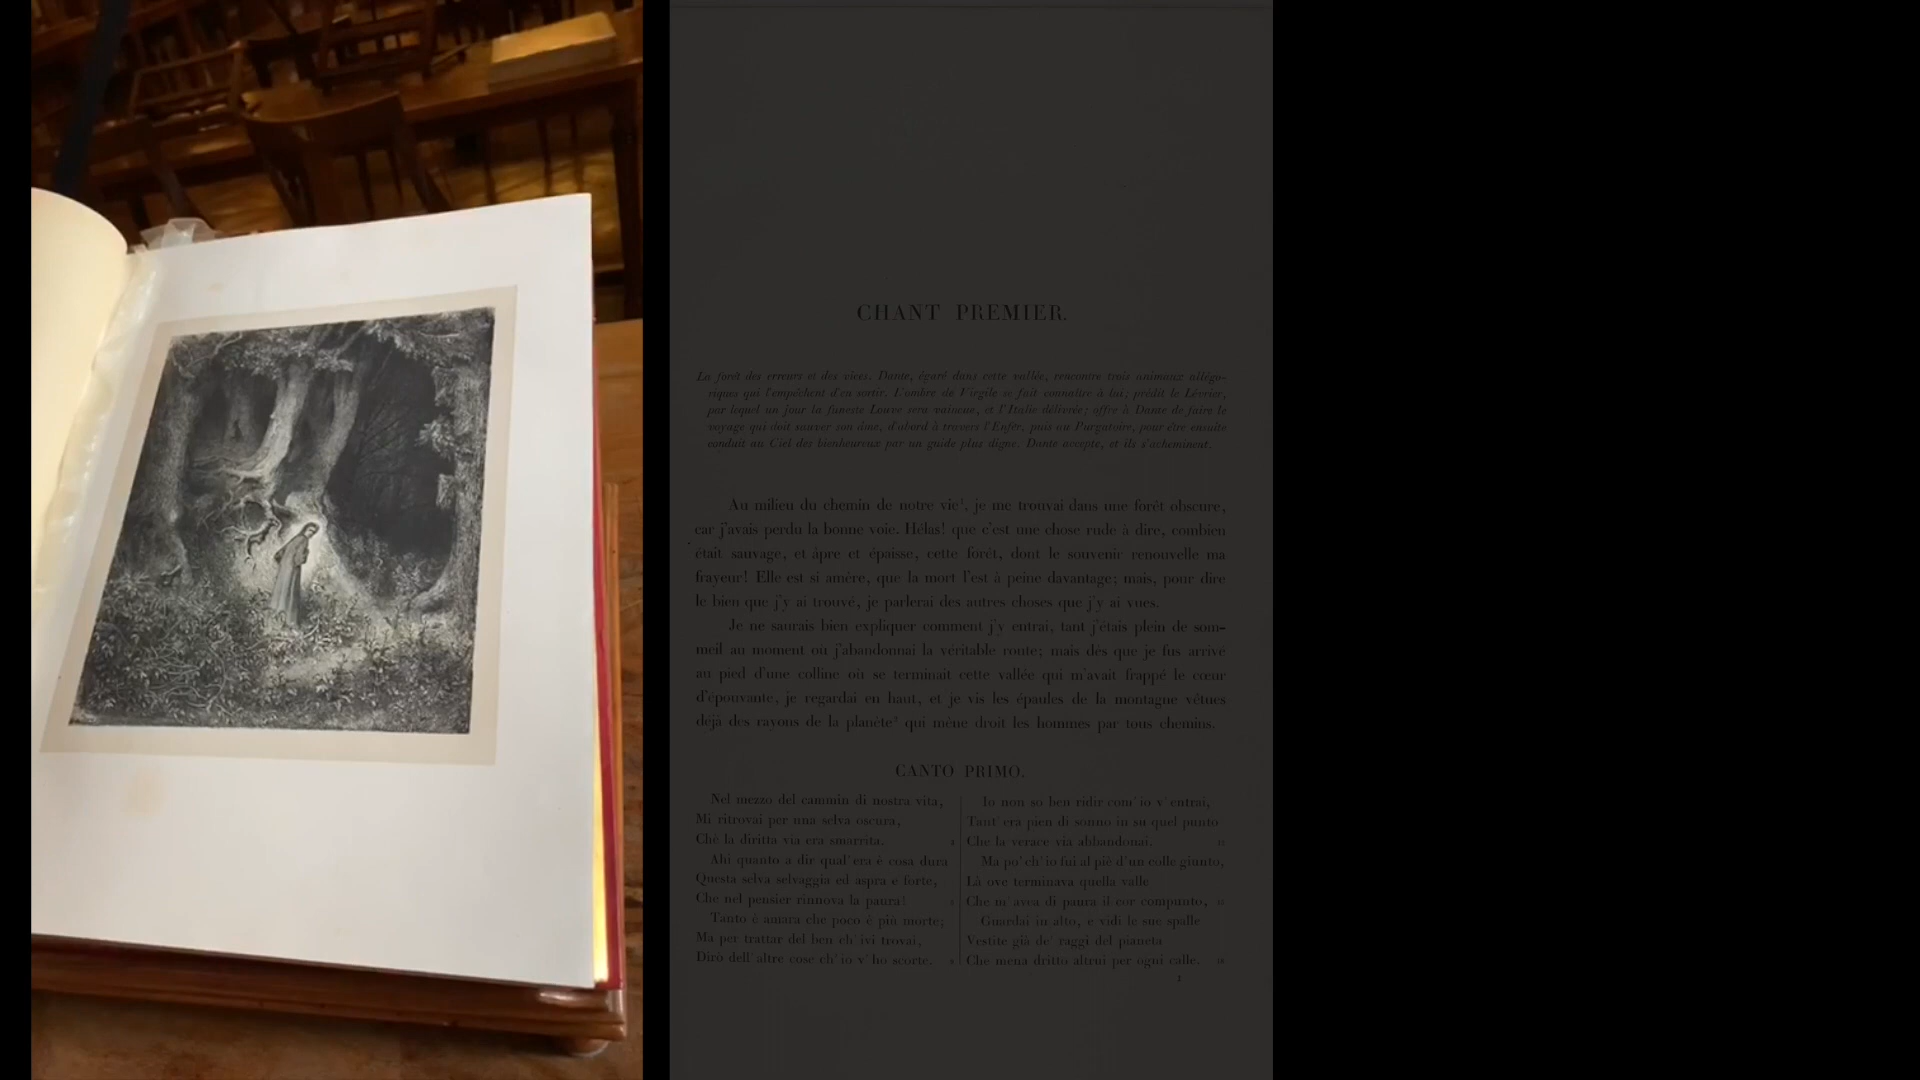 CHANT PREMIER.
La forêt des erreurs et des vices. Dante, égaré dans cette vallée, rencontre trois animaux allégo-
riques qui l'empêchent d'en sortir. L'ombre de Virgile se fait connaître à lui; prédit le Lévrier,
par lequel un jour la funeste Louve sera vaincue, et l'Italie délivrée; offre à Dante de faire le
voyage qui doit sauver son âme, d'abord à travers l'Enfer, puis au Purgatoire, pour être ensuite
conduit au Ciel des bienheureux par un guide plus digne. Dante accepte, et ils s'acheminent.
Au milieu du chemin de notre vie¹, je me trouvai dans une forêt obscure,
car j'avais perdu la bonne voie. Hélas! que c'est une chose rude à dire, combien
était sauvage, et âpre et épaisse, cette forêt, dont le souvenir renouvelle ma
frayeur! Elle est si amère, que la mort l'est à peine davantage; mais, pour dire
le bien que j'y ai trouvé, je parlerai des autres choses que j'y ai vues.
Je ne saurais bien expliquer comment j'y entrai, tant j'étais plein de som-
meil au moment où j'abandonnai la véritable route; mais dès que je fus arrivé
au pied d'une colline où se terminait cette vallée qui m'avait frappé le cœur
d'épouvante, je regardai en haut, et je vis les épaules de la montagne vêtues
déjà des rayons de la planète² qui mène droit les hommes par tous chemins.
CANTO PRIMO.
Nel mezzo del cammin di nostra vita,
Mi ritrovai per una selva oscura,
Chè la diritta via era smarrita.
Ahi quanto a dir qual' era è cosa dura
Questa selva selvaggia ed aspra e forte,
Che nel pensier rinnova la paura!
Tanto è amara che poco è più morte;
Ma per trattar del ben ch' ivi trovai,
Dirò dell' altre cose ch' io v' ho scorte.
Io non so ben ridir com' io v' entrai,
Tant' era pien di sonno in su quel punto
Che la verace via abbandonai.
Ma po' ch' io fui al piè d' un colle giunto,
Là ove terminava quella valle
Che m' avea di paura il cor compunto,
Guardai in alto, e vidi le sue spalle
Vestite già de' raggi del pianeta
Che mena dritto altrui per ogni calle.
1